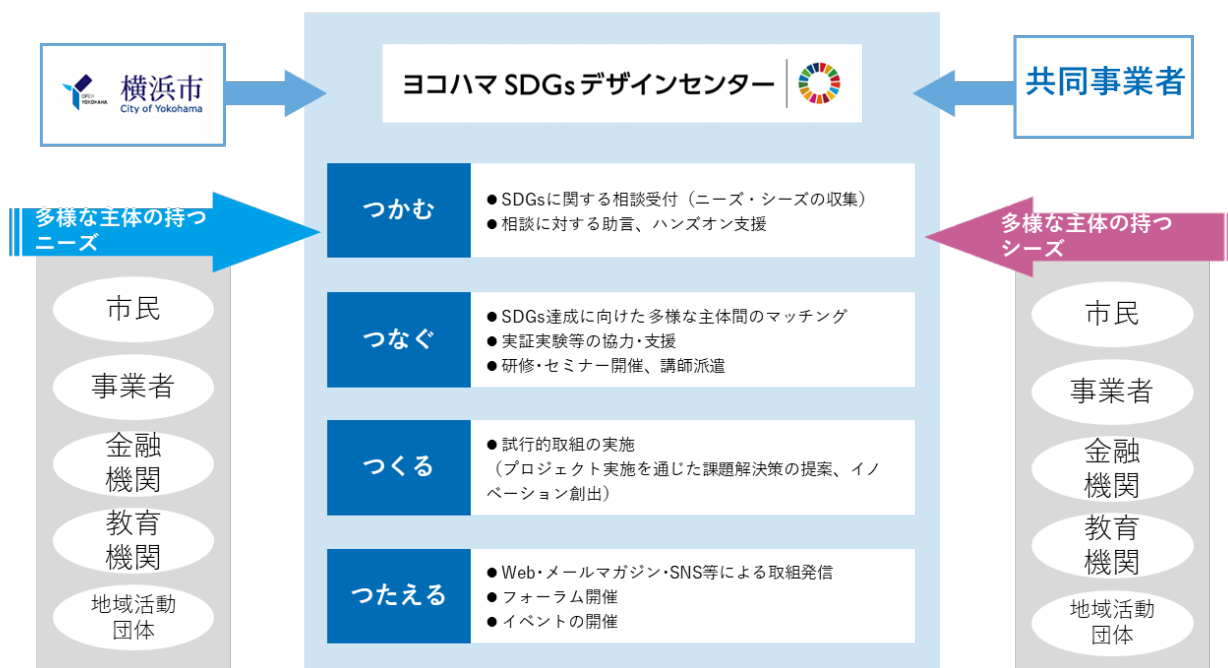 OPEN
YOKOHAMA
横浜市
City of Yokohama
ヨコハマ SDGsデザインセンター
共同事業者
多様な主体の持つ
ニーズ
市民
事業者
金融
機関
教育
機関
地域活動
団体
つかむ
●SDGsに関する相談受付（ニーズ・シーズの収集）
●相談に対する助言、ハンズオン支援
つなぐ
●SDGs達成に向けた多様な主体間のマッチング
●実証実験等の協力・支援
●研修・セミナー開催、講師派遣
つくる
●試行的取組の実施
（プロジェクト実施を通じた課題解決策の提案、イノ
ベーション創出）
つたえる
●Web・メールマガジン・SNS等による取組発信
●フォーラム開催
●イベントの開催
多様な主体の持つ
シーズ
市民
事業者
金融
機関
教育
機関
地域活動
団体